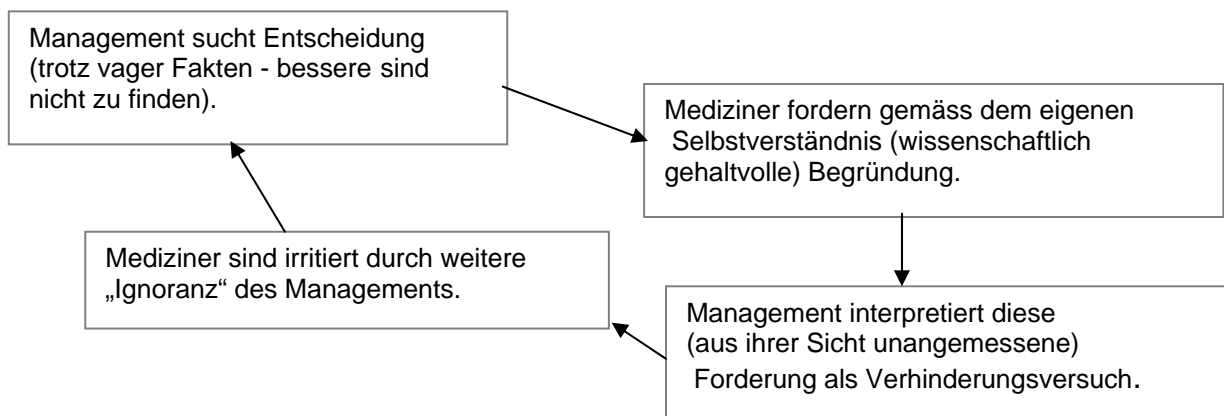 Management sucht Entscheidung
(trotz vager Fakten - bessere sind
nicht zu finden).
Mediziner fordern gemäss dem eigenen
Selbstverständnis (wissenschaftlich
gehaltvolle) Begründung.
Management interpretiert diese
(aus ihrer Sicht unangemessene)
Forderung als Verhinderungsversuch.
Mediziner sind irritiert durch weitere
„Ignoranz“ des Managements.